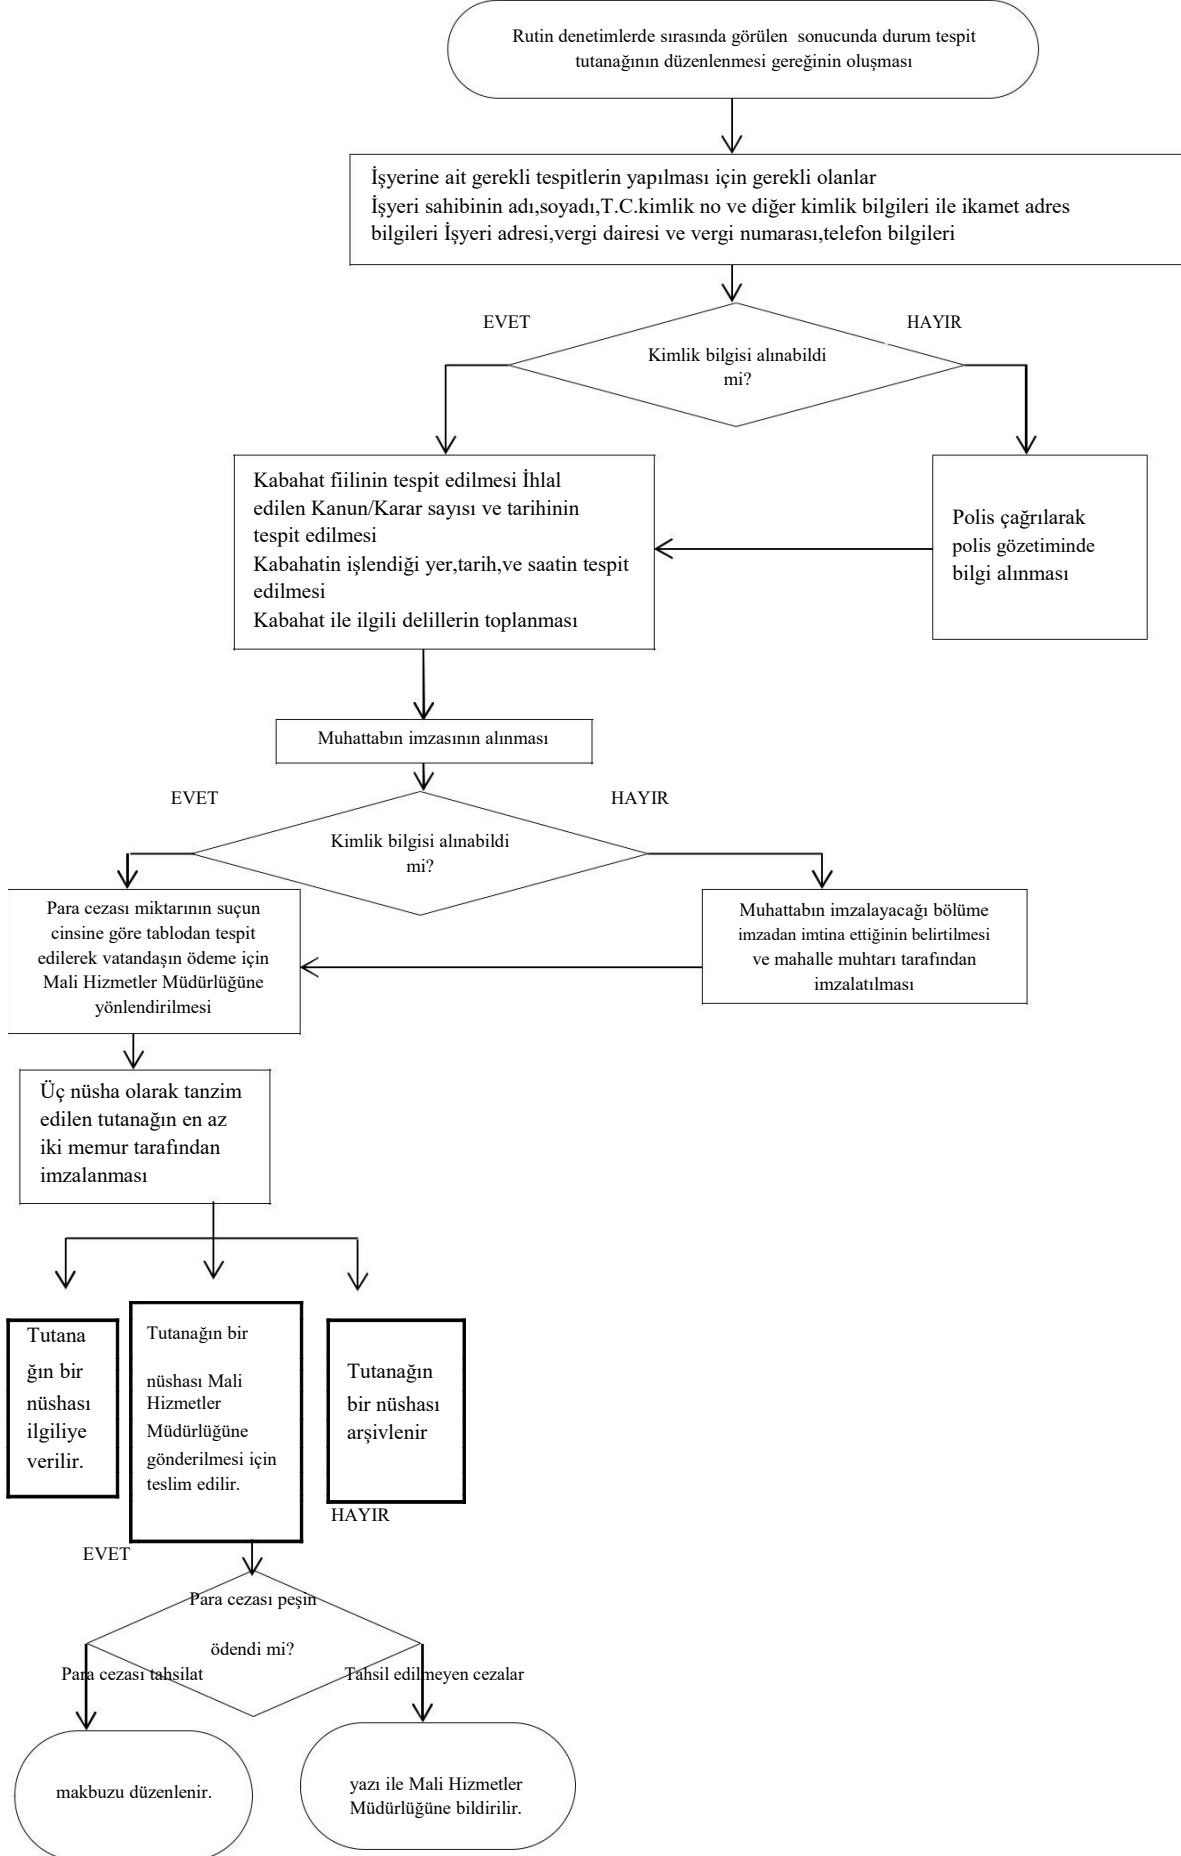 Rutin denetimlerde sırasında görülen sonucunda durum tespit
tutanağının düzenlenmesi gereğinin oluşması
İşyerine ait gerekli tespitlerin yapılması için gerekli olanlar
İşyeri sahibinin adı,soyadı,T.C.kimlik no ve diğer kimlik bilgileri ile ikamet adres
bilgileri İşyeri adresi,vergi dairesi ve vergi numarası,telefon bilgileri
EVET
HAYIR
Kimlik bilgisi alınabildi
mi?
Kabahat fiilinin tespit edilmesi İhlal
edilen Kanun/Karar sayısı ve tarihinin
tespit edilmesi
Kabahatin işlendiği yer,tarih,ve saatin tespit
edilmesi
Kabahat ile ilgili delillerin toplanması
Polis çağrılarak
polis gözetiminde
bilgi alınması
Muhattabın imzasının alınması
EVET
HAYIR
Kimlik bilgisi alınabildi
mi?
Para cezası miktarının suçun
cinsine göre tablodan tespit
edilerek vatandaşın ödeme için
Mali Hizmetler Müdürlüğüne
yönlendirilmesi
Muhattabın imzalayacağı bölüme
imzadan imtina ettiğinin belirtilmesi
ve mahalle muhtarı tarafından
imzalatılması
Üç nüsha olarak tanzim
edilen tutanağın en az
iki memur tarafından
imzalanması
Tutana
ğın bir
nüshası
ilgiliye
verilir.
Tutanağın bir
nüshası Mali
Hizmetler
Müdürlüğüne
gönderilmesi için
teslim edilir.
Tutanağın
bir nüshası
arşivlenir
HAYIR
EVET
Para cezası peşin
ödendi mi?
Para cezası tahsilat
Tahsil edilmeyen cezalar
makbuzu düzenlenir.
yazı ile Mali Hizmetler
Müdürlüğüne bildirilir.